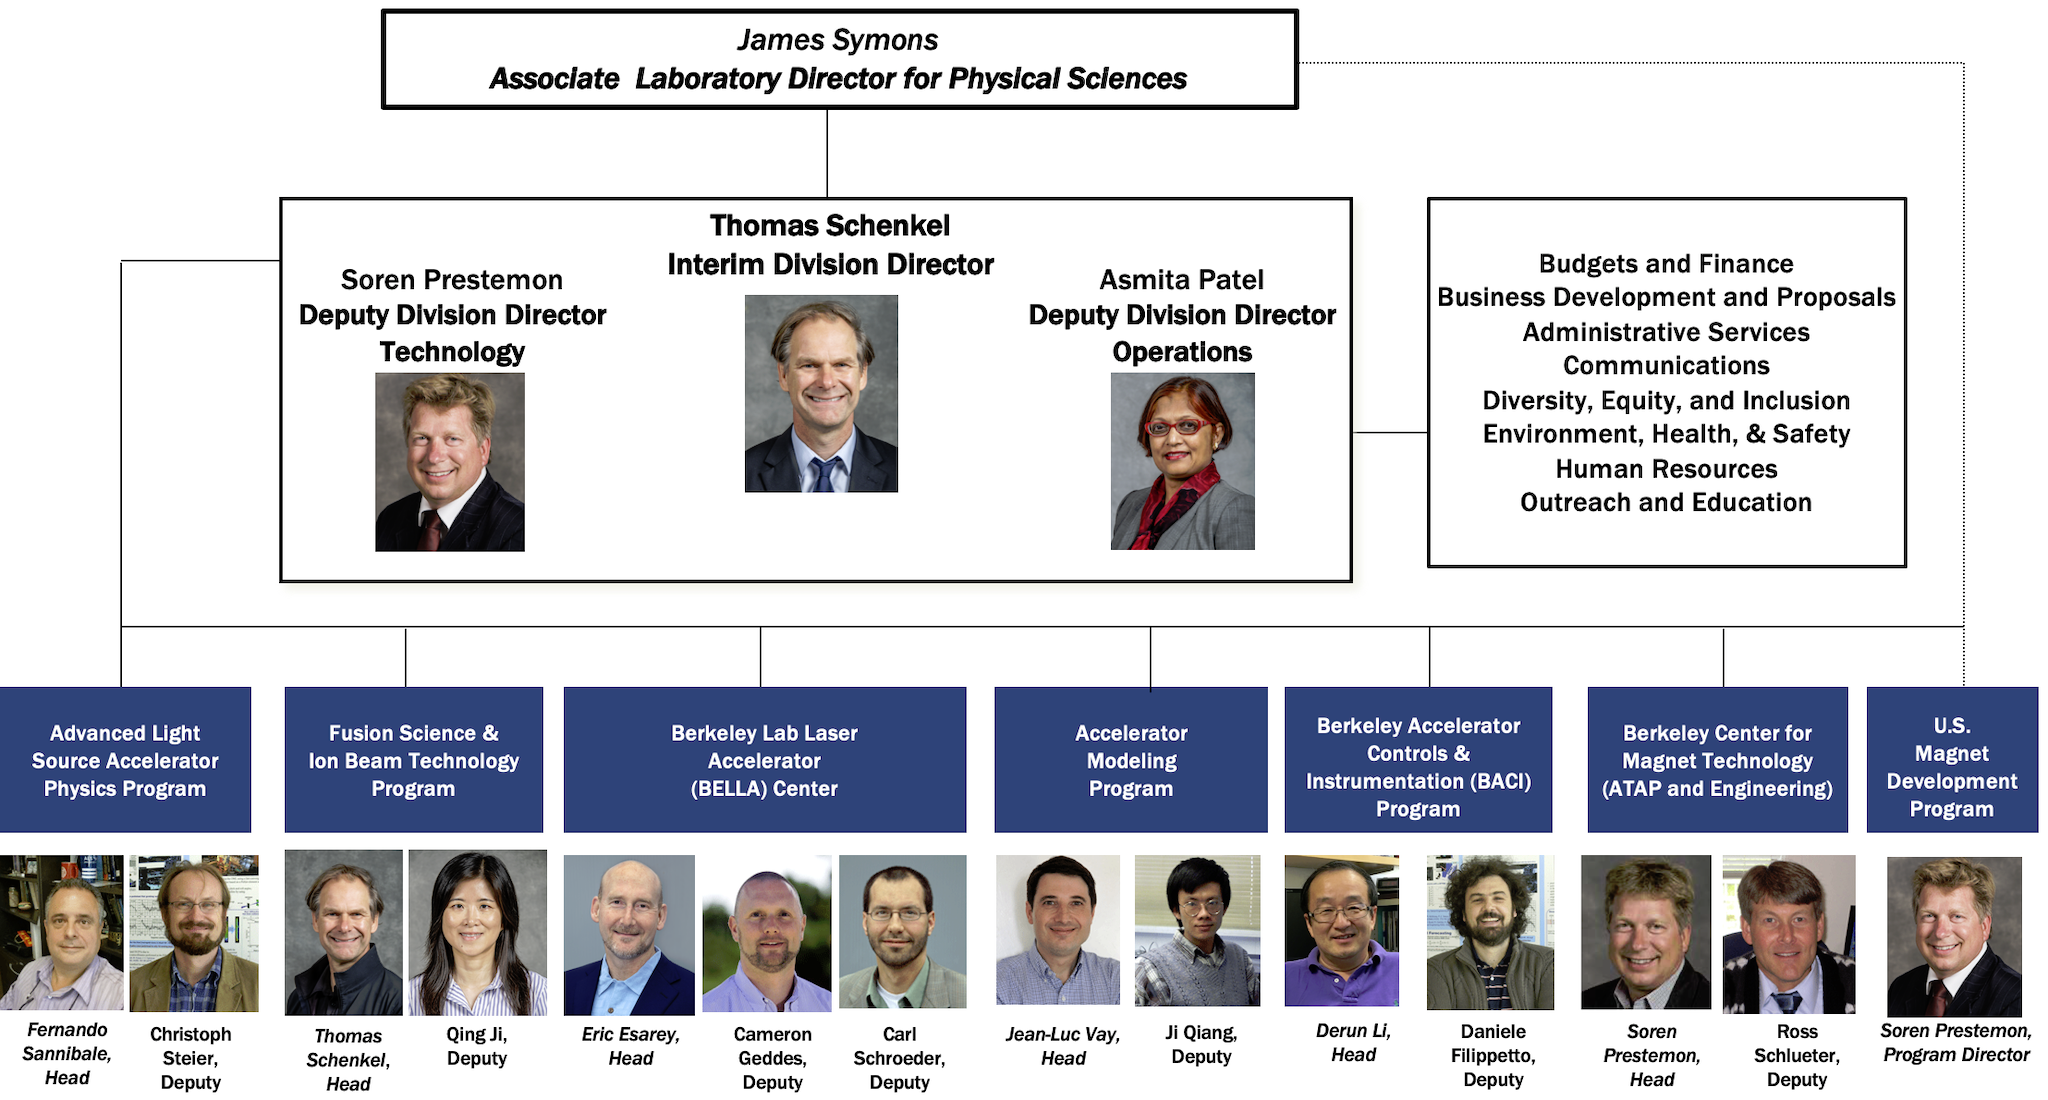 James Symons
Associate Laboratory Director for Physical Sciences
Thomas Schenkel
Interim Division Director
Soren Prestemon
Deputy Division Director
Technology
Asmita Patel
Deputy Division Director
Operations
Budgets and Finance
Business Development and Proposals
Administrative Services
Communications
Diversity, Equity, and Inclusion
Environment, Health, & Safety
Human Resources
Outreach and Education
Advanced Light
Source Accelerator
Physics Program
Fusion Science &
Ion Beam Technology
Program
Berkeley Lab Laser
Accelerator
(BELLA) Center
Accelerator
Modeling
Program
Berkeley Accelerator
Controls &
Instrumentation (BACI)
Program
Berkeley Center for
Magnet Technology
(ATAP and Engineering)
U.S.
Magnet
Development
Program
Fernando
Sannibale,
Head
Christoph
Steier,
Deputy
Thomas
Schenkel,
Head
Qing Ji,
Deputy
Eric Esarey,
Head
Cameron
Geddes,
Deputy
Carl
Schroeder,
Deputy
Jean-Luc Vay,
Head
Ji Qiang,
Deputy
Derun Li,
Head
Daniele
Filippetto,
Deputy
Soren
Prestemon,
Head
Ross
Schlueter,
Deputy
Soren Prestemon,
Program Director